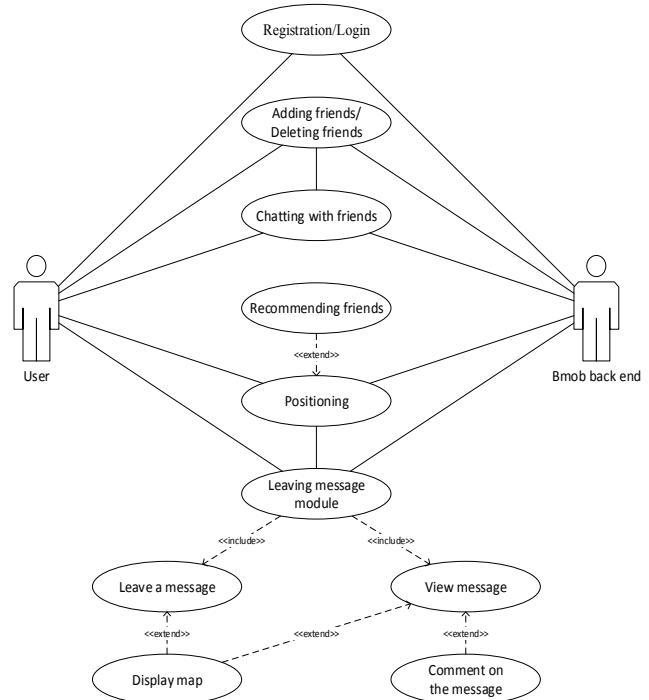 Registration/Login
Adding friends/
Deleting friends
Chatting with friends
Recommending friends
<<extend>>
User
Bmob back end
Positioning
Leaving message
module
<<include>>
<<include>>
Leave a message
View message
<<extend>>
<<extend>>
<<extend>>
Display map
Comment on
the message